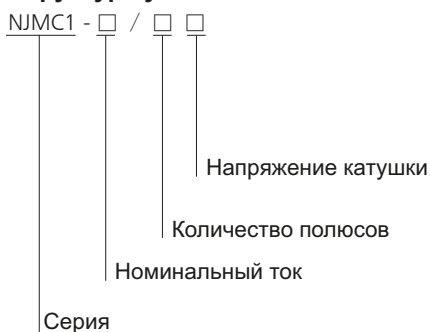 NJMC1 - □ / □ □
Напряжение катушки
Количество полюсов
Номинальный ток
Серия